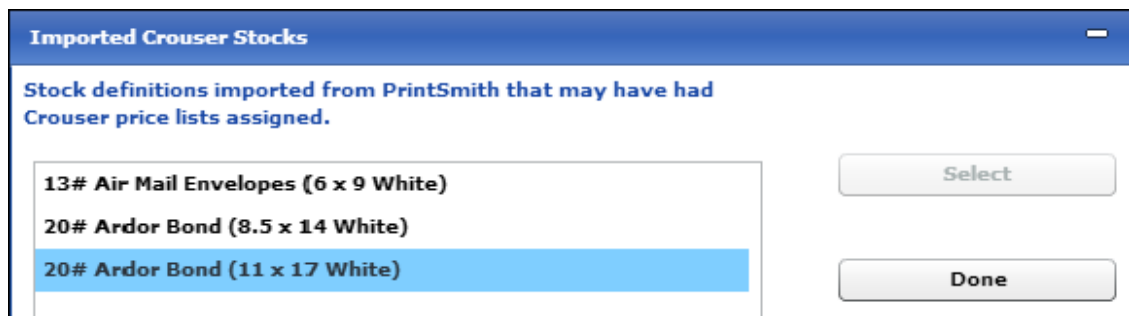 Imported Crouser Stocks
Stock definitions imported from PrintSmith that may have had
Crouser price lists assigned.
13# Air Mail Envelopes (6 x 9 White)
Select
20# Ardor Bond (8.5 x 14 White)
20# Ardor Bond (11 x 17 White)
Done